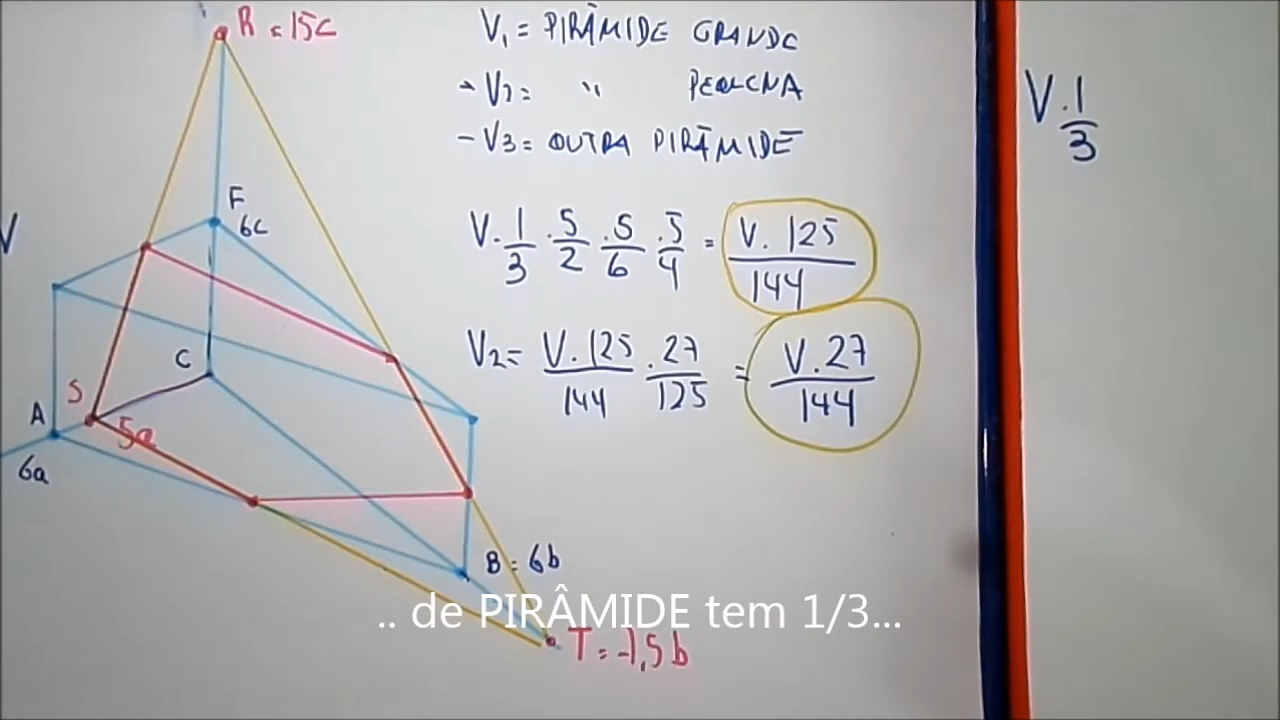 R = 15c
V1 = PIRÂMIDE GRANDE
- V2 = " PEQUENA
- V3 = OUTRA PIRÂMIDE
V . 1/3
F
6c
V
V . 1/3 . 5/2 . 5/6 . 5/4 = V . 125/144
C
V2 = V . 125/144 . 27/125 = V . 27/144
S
A
5a
6a
B = 6b
.. de PIRÂMIDE tem 1/3...
T = 7,5b